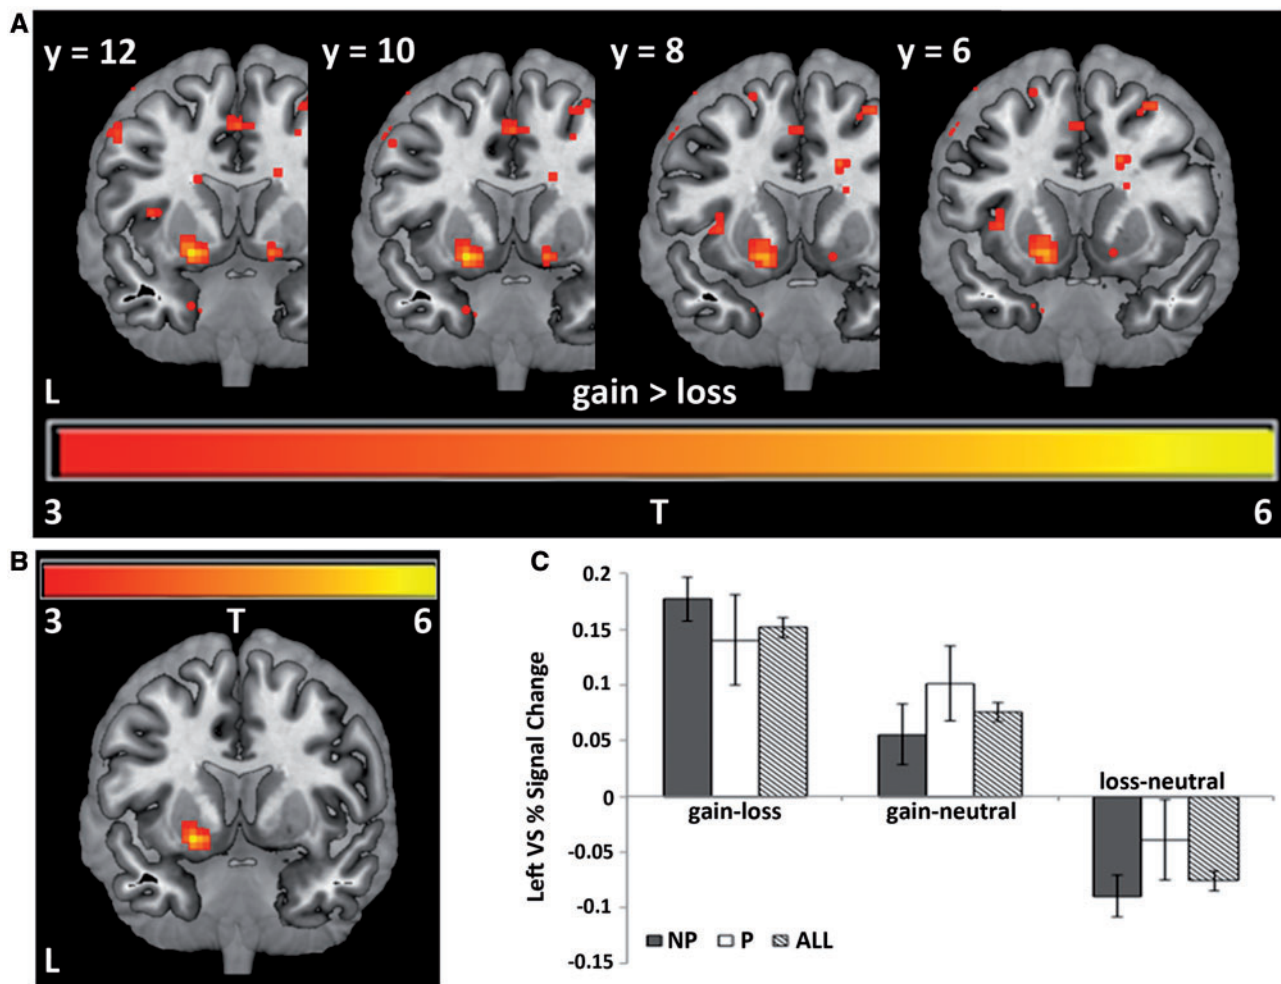 A
y = 12 y = 10 y = 8 y = 6
L gain > loss
3 T 6
B
3 T 6
L
C
Left VS % Signal Change
0.2
0.15
0.1
0.05
0
-0.05
-0.1
-0.15
gain-loss gain-neutral loss-neutral
NP P ALL